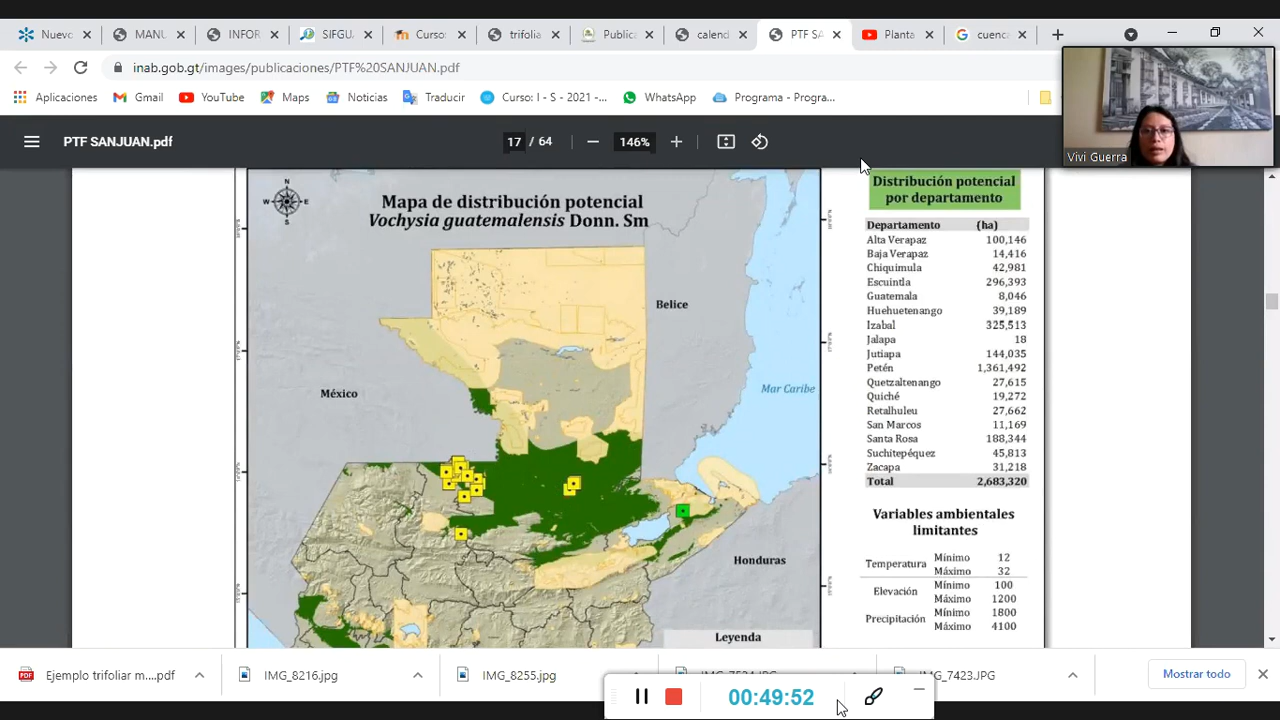 Nuevo
MANU
INFOR
SIFGUA
Curso:
trifolia
Publica
calend
PTF SA
Planta
cuenca
inab.gob.gt/images/publicaciones/PTF%20SANJUAN.pdf
Aplicaciones
Gmail
YouTube
Maps
Noticias
Traducir
Curso: I - S - 2021 -...
WhatsApp
Programa - Progra...
Vivi Guerra
PTF SANJUAN.pdf
17 / 64
146%
Mapa de distribución potencial
Vochysia guatemalensis Donn. Sm
N
W E
S
Belice
México
Mar Caribe
Honduras
Leyenda
Distribución potencial
por departamento
Departamento (ha)
Alta Verapaz 100,146
Baja Verapaz 14,416
Chiquimula 42,981
Escuintla 296,393
Guatemala 8,046
Huehuetenango 39,189
Izabal 325,513
Jalapa 18
Jutiapa 144,035
Petén 1,361,492
Quetzaltenango 27,615
Quiché 19,272
Retalhuleu 27,662
San Marcos 11,169
Santa Rosa 188,344
Suchitepéquez 45,813
Zacapa 31,218
Total 2,683,320
Variables ambientales
limitantes
Temperatura
Mínimo 12
Máximo 32
Elevación
Mínimo 100
Máximo 1200
Precipitación
Mínimo 1800
Máximo 4100
Ejemplo trifoliar m....pdf
IMG_8216.jpg
IMG_8255.jpg
IMG_7423.JPG
Mostrar todo
00:49:52